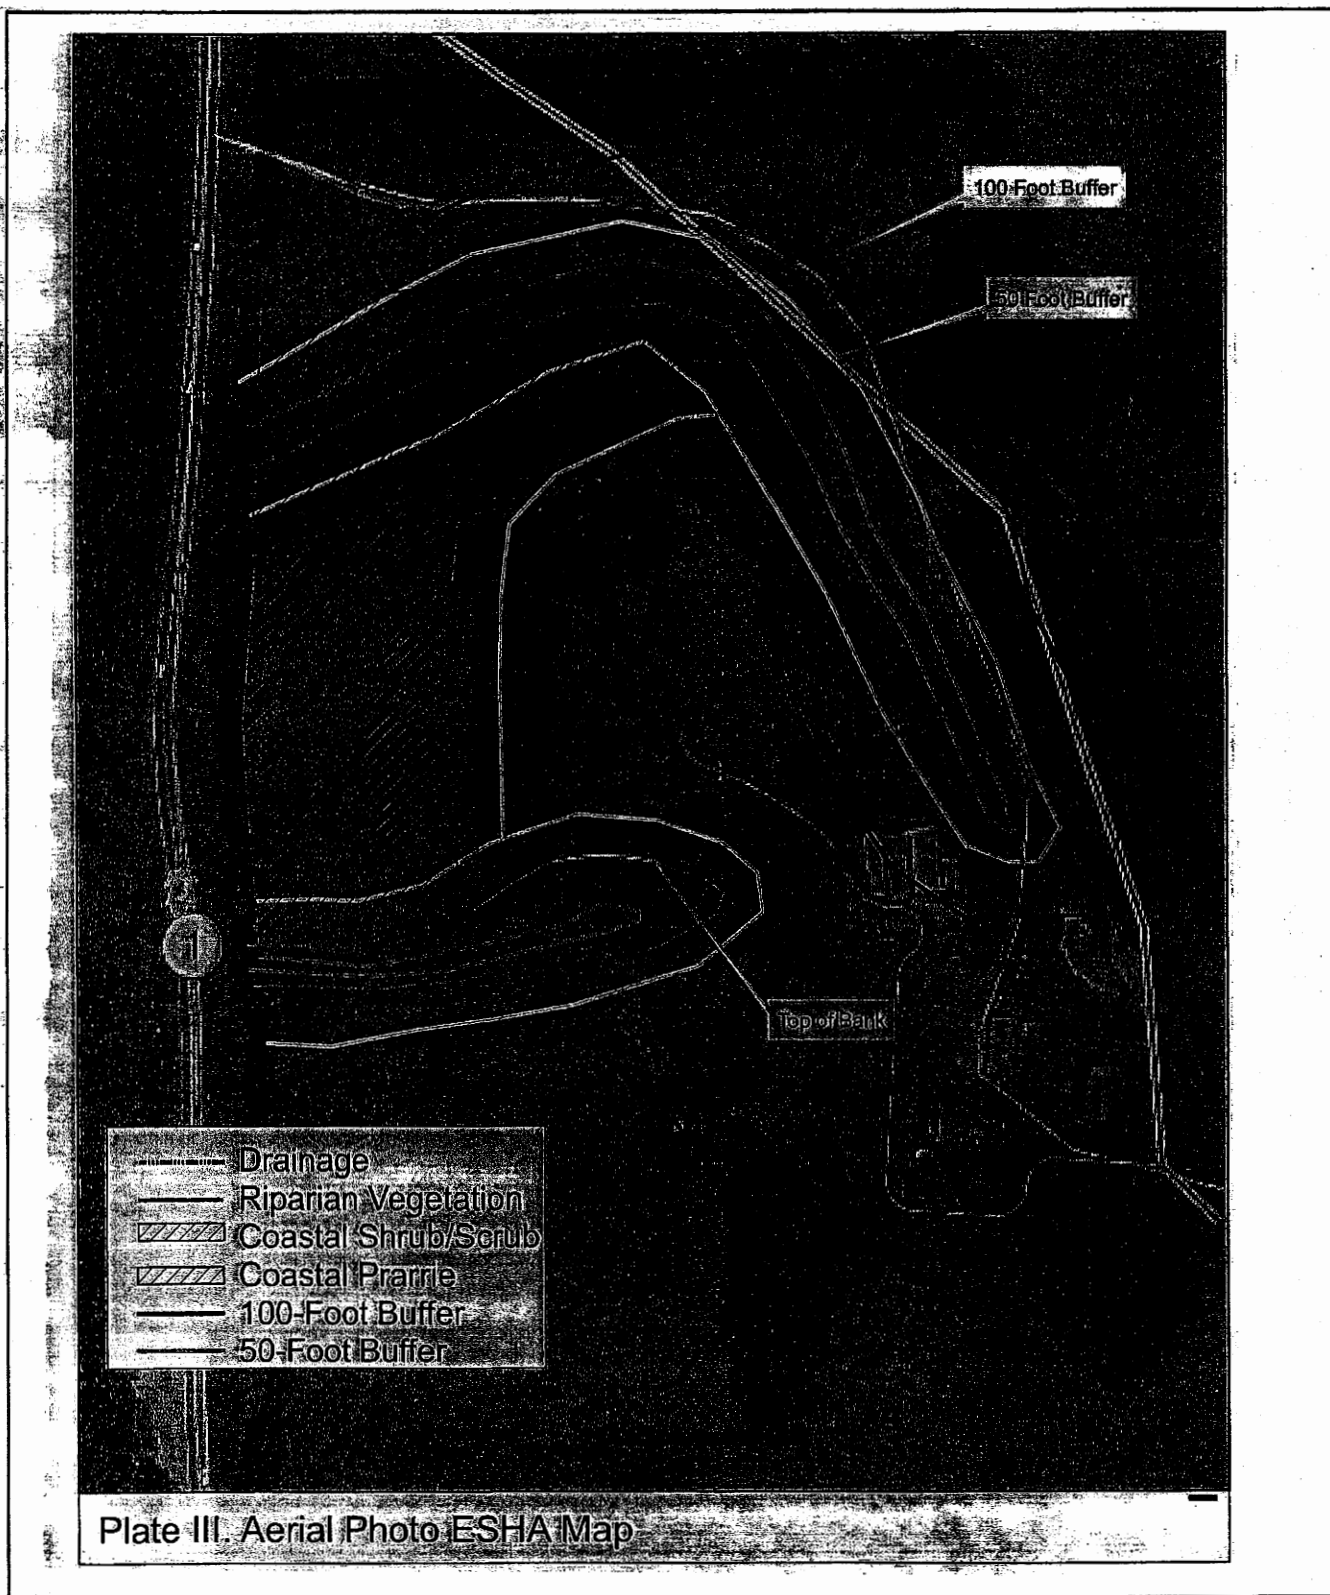 100-Foot Buffer
50-Foot Buffer
1
Top of Bank
Drainage
Riparian Vegetation
Coastal Shrub/Scrub
Coastal Prarrie
100-Foot Buffer
50-Foot Buffer
Plate III. Aerial Photo ESHA Map